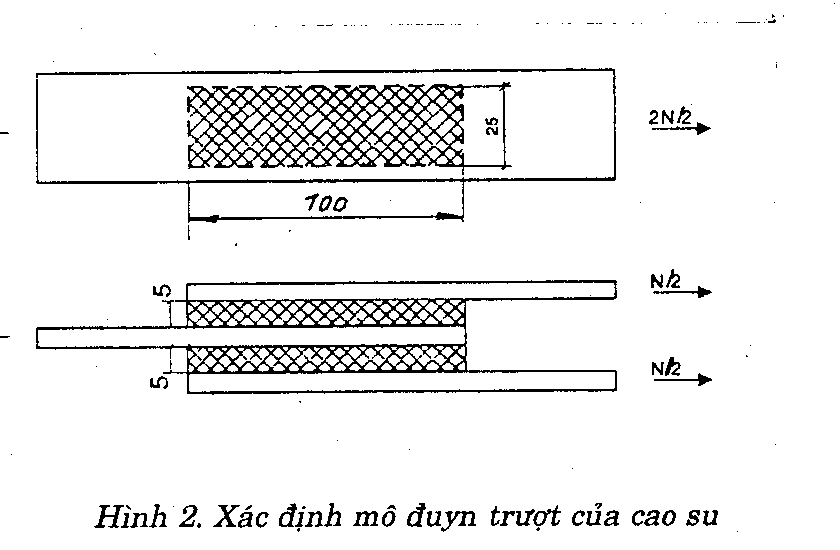 2N/2
25
100
5
N/2
5
N/2
Hình 2. Xác định mô đuyn trượt của cao su